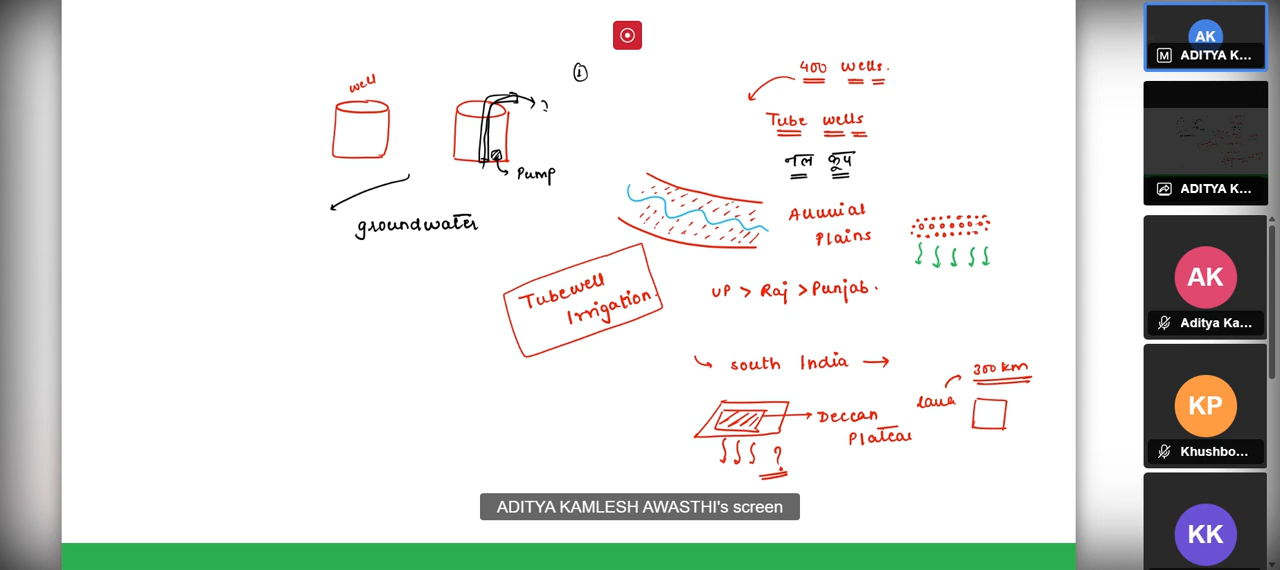 well
①
400 wells.
Tube wells
नल कूप
Pump
groundwater
Alluvial
Plains
Tubewell
Irrigation.
UP > Raj > Punjab.
south India →
300 km
lava
Deccan
Plateau
?
ADITYA KAMLESH AWASTHI's screen
AK
M
ADITYA K...
ADITYA K...
AK
Aditya Ka...
KP
Khushbo...
KK